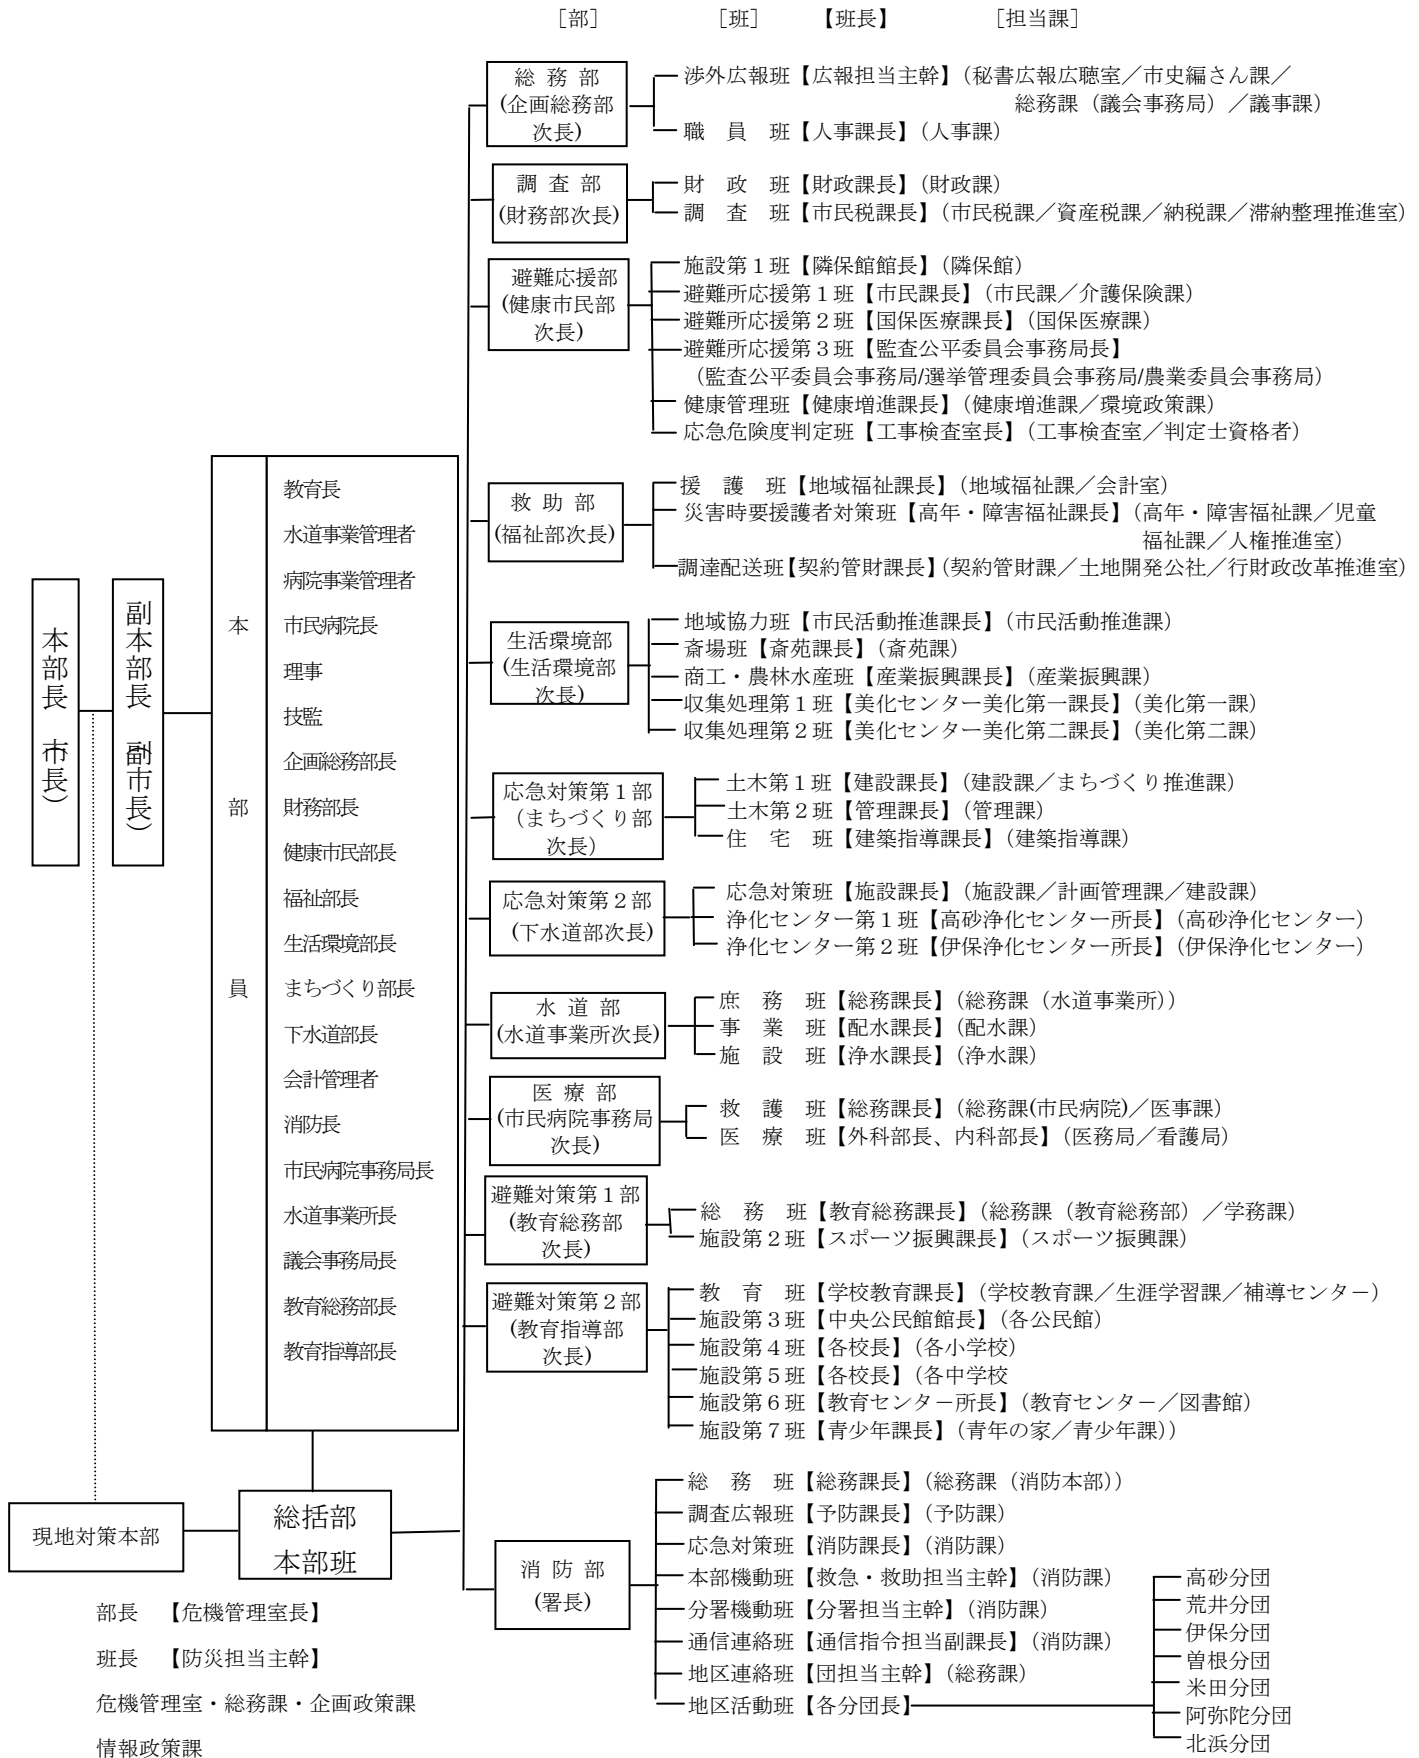 ［部］　［班］　【班長】　［担当課］
総 務 部
(企画総務部
次長)
渉外広報班【広報担当主幹】（秘書広報広聴室／市史編さん課／
総務課（議会事務局）／議事課）
職　員　班【人事課長】（人事課）
調 査 部
(財務部次長)
財　政　班【財政課長】（財政課）
調　査　班【市民税課長】（市民税課／資産税課／納税課／滞納整理推進室）
避難応援部
(健康市民部
次長)
施設第１班【隣保館館長】（隣保館）
避難所応援第１班【市民課長】（市民課／介護保険課）
避難所応援第２班【国保医療課長】（国保医療課）
避難所応援第３班【監査公平委員会事務局長】
（監査公平委員会事務局/選挙管理委員会事務局/農業委員会事務局）
健康管理班【健康増進課長】（健康増進課／環境政策課）
応急危険度判定班【工事検査室長】（工事検査室／判定士資格者）
救 助 部
(福祉部次長)
援　護　班【地域福祉課長】（地域福祉課／会計室）
災害時要援護者対策班【高年・障害福祉課長】（高年・障害福祉課／児童
福祉課／人権推進室）
調達配送班【契約管財課長】（契約管財課／土地開発公社／行財政改革推進室）
生活環境部
(生活環境部
次長)
地域協力班【市民活動推進課長】（市民活動推進課）
斎場班【斎苑課長】（斎苑課）
商工・農林水産班【産業振興課長】（産業振興課）
収集処理第１班【美化センター美化第一課長】（美化第一課）
収集処理第２班【美化センター美化第二課長】（美化第二課）
応急対策第１部
（まちづくり部
次長）
土木第１班【建設課長】（建設課／まちづくり推進課）
土木第２班【管理課長】（管理課）
住　宅　班【建築指導課長】（建築指導課）
応急対策第２部
(下水道部次長)
応急対策班【施設課長】（施設課／計画管理課／建設課）
浄化センター第１班【高砂浄化センター所長】（高砂浄化センター）
浄化センター第２班【伊保浄化センター所長】（伊保浄化センター）
水 道 部
(水道事業所次長)
庶　務　班【総務課長】（総務課（水道事業所））
事　業　班【配水課長】（配水課）
施　設　班【浄水課長】（浄水課）
医 療 部
(市民病院事務局
次長)
救　護　班【総務課長】（総務課(市民病院)／医事課）
医　療　班【外科部長、内科部長】（医務局／看護局）
避難対策第１部
(教育総務部
次長)
総　務　班【教育総務課長】（総務課（教育総務部）／学務課）
施設第２班【スポーツ振興課長】（スポーツ振興課）
避難対策第２部
(教育指導部
次長)
教　育　班【学校教育課長】（学校教育課／生涯学習課／補導センター）
施設第３班【中央公民館館長】（各公民館）
施設第４班【各校長】（各小学校）
施設第５班【各校長】（各中学校
施設第６班【教育センター所長】（教育センター／図書館）
施設第７班【青少年課長】（青年の家／青少年課））
消 防 部
(署長)
総　務　班【総務課長】（総務課（消防本部））
調査広報班【予防課長】（予防課）
応急対策班【消防課長】（消防課）
本部機動班【救急・救助担当主幹】（消防課）
分署機動班【分署担当主幹】（消防課）
通信連絡班【通信指令担当副課長】（消防課）
地区連絡班【団担当主幹】（総務課）
地区活動班【各分団長】
高砂分団
荒井分団
伊保分団
曽根分団
米田分団
阿弥陀分団
北浜分団
本部長（市長）
副本部長（副市長）
本部員
教育長
水道事業管理者
病院事業管理者
市民病院長
理事
技監
企画総務部長
財務部長
健康市民部長
福祉部長
生活環境部長
まちづくり部長
下水道部長
会計管理者
消防長
市民病院事務局長
水道事業所長
議会事務局長
教育総務部長
教育指導部長
現地対策本部
総括部
本部班
部長　【危機管理室長】
班長　【防災担当主幹】
危機管理室・総務課・企画政策課
情報政策課